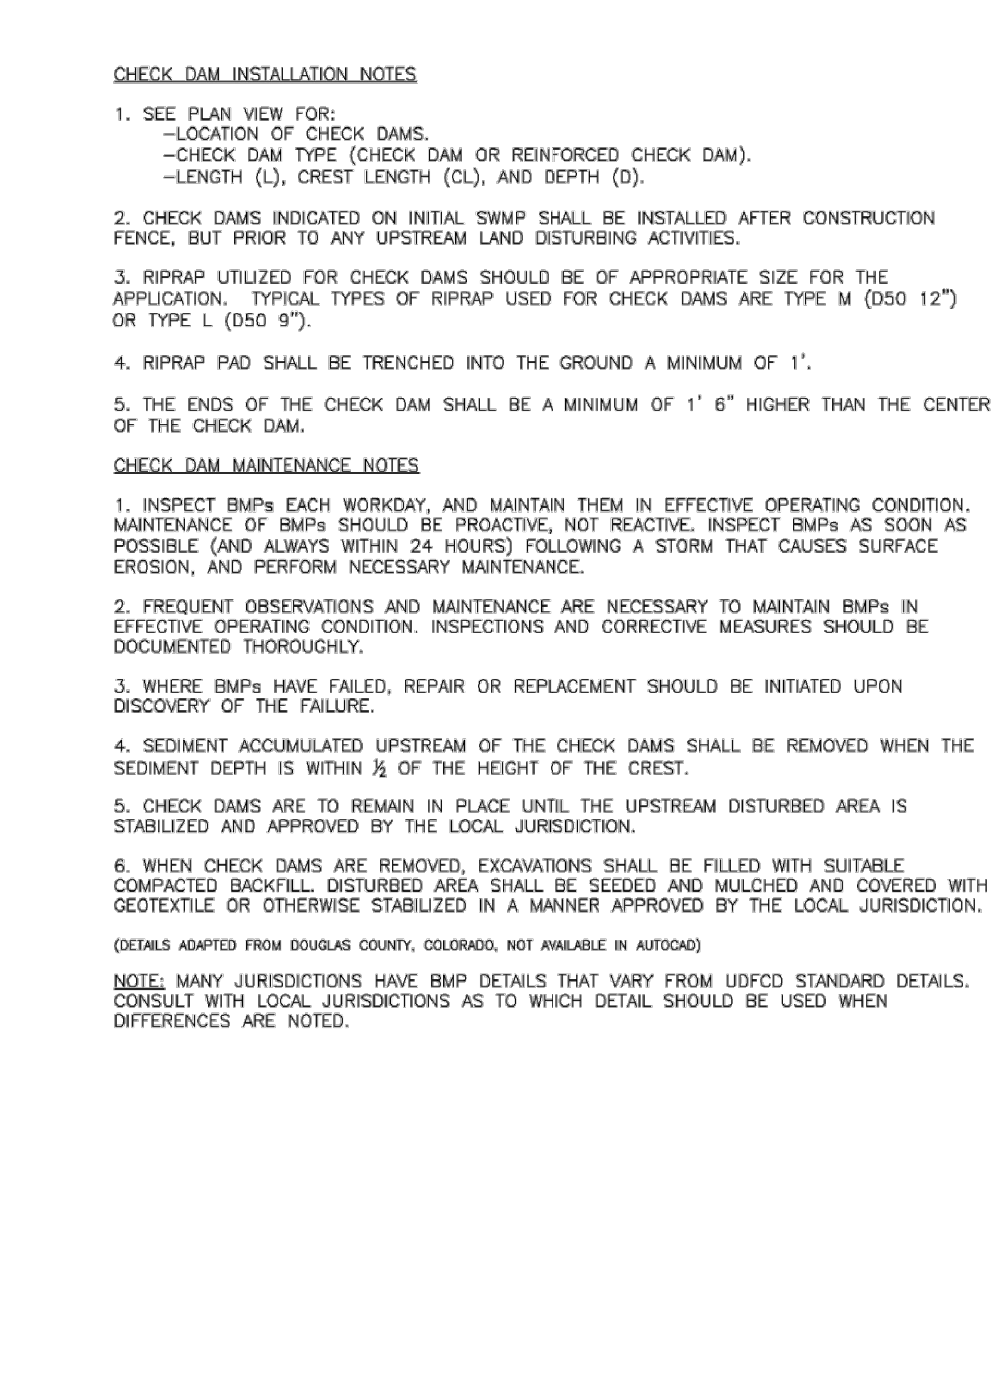 CHECK DAM INSTALLATION NOTES
1. SEE PLAN VIEW FOR:
–LOCATION OF CHECK DAMS.
–CHECK DAM TYPE (CHECK DAM OR REINFORCED CHECK DAM).
–LENGTH (L), CREST LENGTH (CL), AND DEPTH (D).
2. CHECK DAMS INDICATED ON INITIAL SWMP SHALL BE INSTALLED AFTER CONSTRUCTION
FENCE, BUT PRIOR TO ANY UPSTREAM LAND DISTURBING ACTIVITIES.
3. RIPRAP UTILIZED FOR CHECK DAMS SHOULD BE OF APPROPRIATE SIZE FOR THE
APPLICATION. TYPICAL TYPES OF RIPRAP USED FOR CHECK DAMS ARE TYPE M (D50 12")
OR TYPE L (D50 9").
4. RIPRAP PAD SHALL BE TRENCHED INTO THE GROUND A MINIMUM OF 1'.
5. THE ENDS OF THE CHECK DAM SHALL BE A MINIMUM OF 1' 6" HIGHER THAN THE CENTER
OF THE CHECK DAM.
CHECK DAM MAINTENANCE NOTES
1. INSPECT BMPs EACH WORKDAY, AND MAINTAIN THEM IN EFFECTIVE OPERATING CONDITION.
MAINTENANCE OF BMPs SHOULD BE PROACTIVE, NOT REACTIVE. INSPECT BMPs AS SOON AS
POSSIBLE (AND ALWAYS WITHIN 24 HOURS) FOLLOWING A STORM THAT CAUSES SURFACE
EROSION, AND PERFORM NECESSARY MAINTENANCE.
2. FREQUENT OBSERVATIONS AND MAINTENANCE ARE NECESSARY TO MAINTAIN BMPs IN
EFFECTIVE OPERATING CONDITION. INSPECTIONS AND CORRECTIVE MEASURES SHOULD BE
DOCUMENTED THOROUGHLY.
3. WHERE BMPs HAVE FAILED, REPAIR OR REPLACEMENT SHOULD BE INITIATED UPON
DISCOVERY OF THE FAILURE.
4. SEDIMENT ACCUMULATED UPSTREAM OF THE CHECK DAMS SHALL BE REMOVED WHEN THE
SEDIMENT DEPTH IS WITHIN ½ OF THE HEIGHT OF THE CREST.
5. CHECK DAMS ARE TO REMAIN IN PLACE UNTIL THE UPSTREAM DISTURBED AREA IS
STABILIZED AND APPROVED BY THE LOCAL JURISDICTION.
6. WHEN CHECK DAMS ARE REMOVED, EXCAVATIONS SHALL BE FILLED WITH SUITABLE
COMPACTED BACKFILL. DISTURBED AREA SHALL BE SEEDED AND MULCHED AND COVERED WITH
GEOTEXTILE OR OTHERWISE STABILIZED IN A MANNER APPROVED BY THE LOCAL JURISDICTION.
(DETAILS ADAPTED FROM DOUGLAS COUNTY, COLORADO, NOT AVAILABLE IN AUTOCAD)
NOTE: MANY JURISDICTIONS HAVE BMP DETAILS THAT VARY FROM UDFCD STANDARD DETAILS.
CONSULT WITH LOCAL JURISDICTIONS AS TO WHICH DETAIL SHOULD BE USED WHEN
DIFFERENCES ARE NOTED.